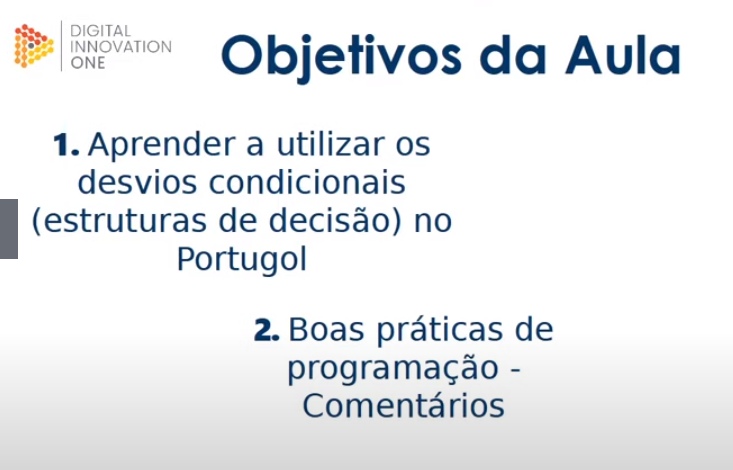 DIGITAL
INNOVATION
ONE
Objetivos da Aula
1. Aprender a utilizar os
desvios condicionais
(estruturas de decisão) no
Portugol
2. Boas práticas de
programação -
Comentários